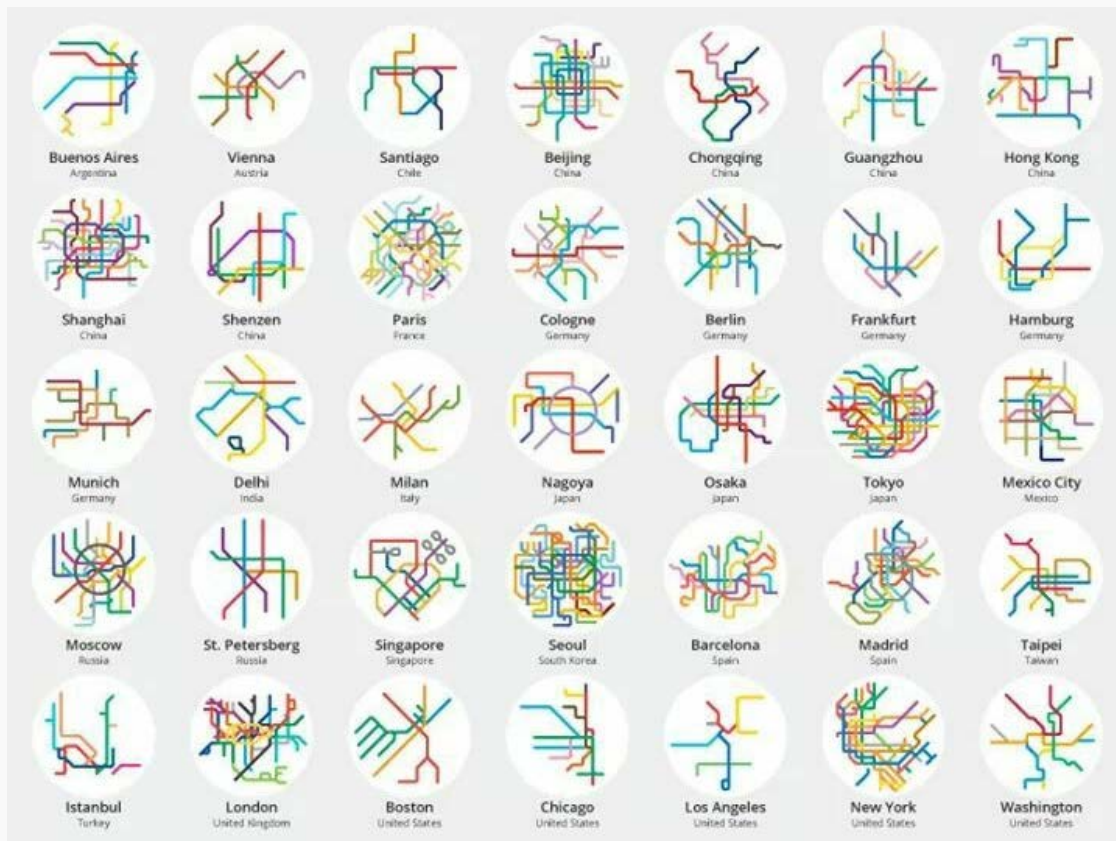 Buenos Aires
Argentina
Vienna
Austria
Santiago
Chile
Beijing
China
Chongqing
China
Guangzhou
China
Hong Kong
China
Shanghai
China
Shenzen
China
Paris
France
Cologne
Germany
Berlin
Germany
Frankfurt
Germany
Hamburg
Germany
Munich
Germany
Delhi
India
Milan
Italy
Nagoya
Japan
Osaka
Japan
Tokyo
Japan
Mexico City
Mexico
Moscow
Russia
St. Petersberg
Russia
Singapore
Singapore
Seoul
South Korea
Barcelona
Spain
Madrid
Spain
Taipei
Taiwan
Istanbul
Turkey
London
United Kingdom
Boston
United States
Chicago
United States
Los Angeles
United States
New York
United States
Washington
United States